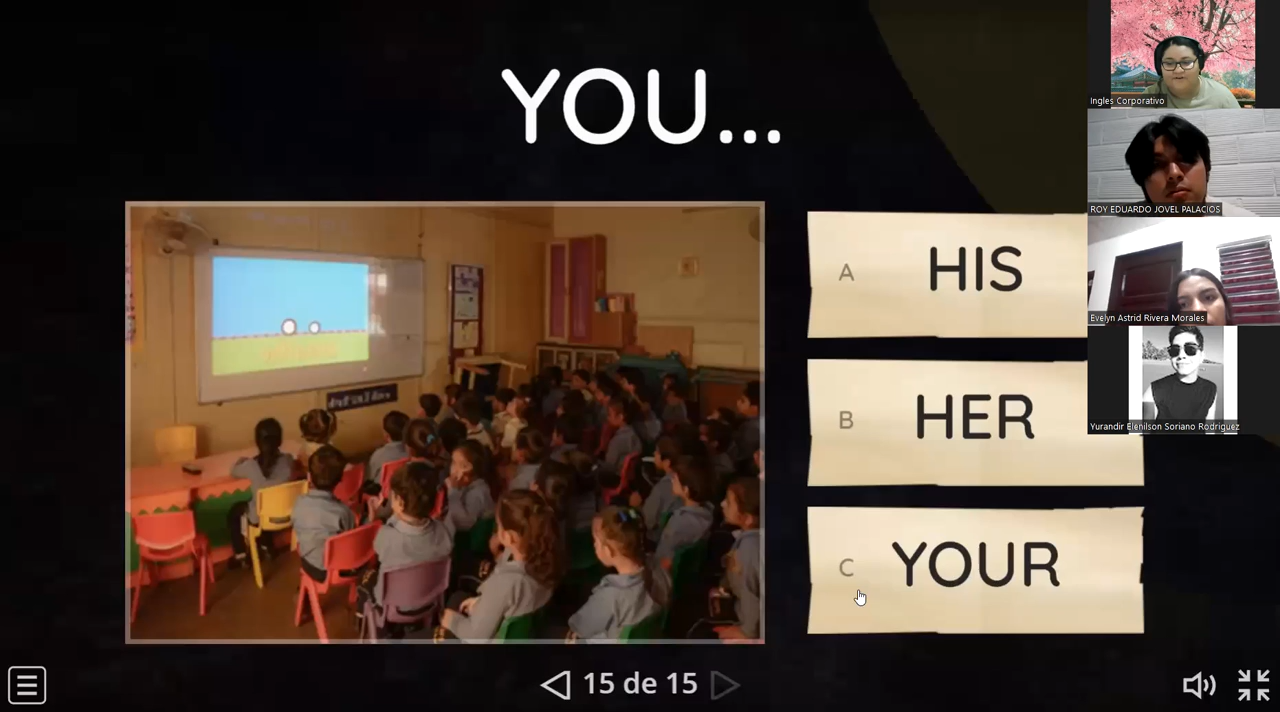 YOU...
A HIS
B HER
C YOUR
15 de 15
Ingles Corporativo
ROY EDUARDO JOVEL PALACIOS
Evelyn Astrid Rivera Morales
Yurandir Elenilson Soriano Rodriguez